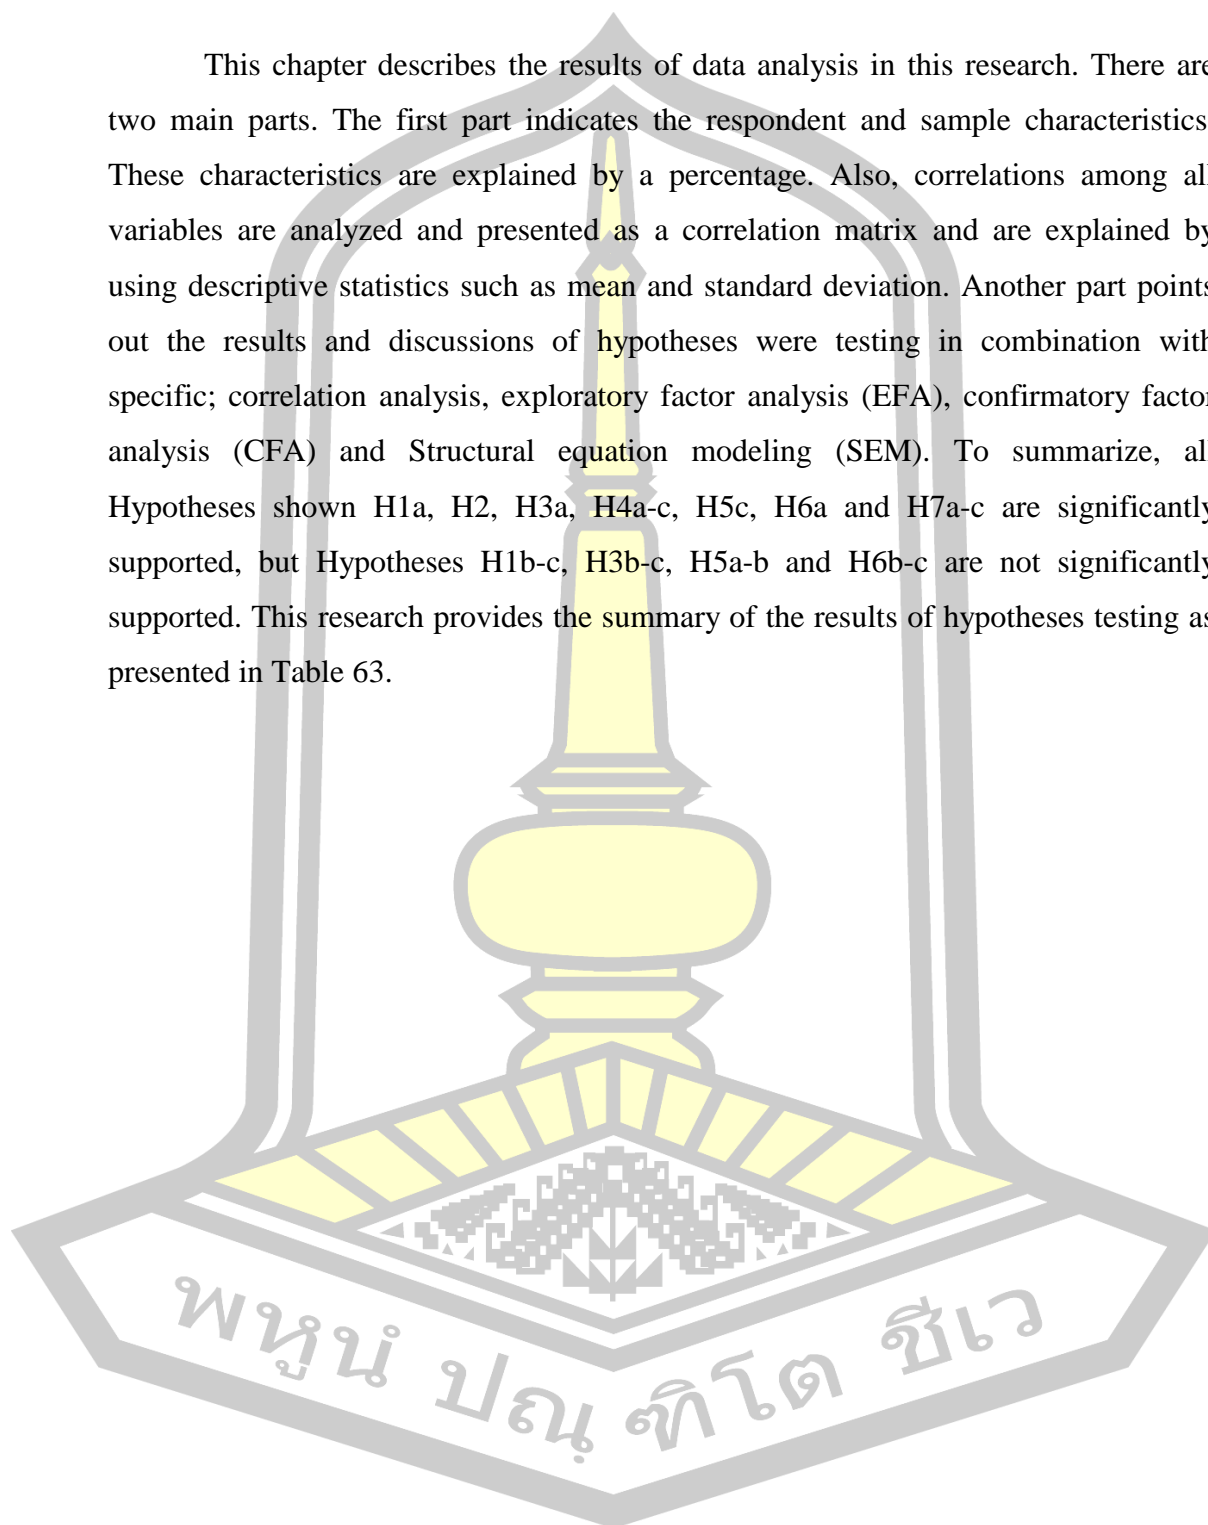 This chapter describes the results of data analysis in this research. There are
two main parts. The first part indicates the respondent and sample characteristics
These characteristics are explained by a percentage. Also, correlations among all
variables are analyzed and presented as a correlation matrix and are explained by
using descriptive statistics such as mean and standard deviation. Another part points
out the results and discussions of hypotheses were testing in combination with
specific; correlation analysis, exploratory factor analysis (EFA), confirmatory factor
analysis (CFA) and Structural equation modeling (SEM). To summarize, all
Hypotheses shown H1a, H2, H3a, H4a-c, H5c, H6a and H7a-c are significantly
supported, but Hypotheses H1b-c, H3b-c, H5a-b and H6b-c are not significantly
supported. This research provides the summary of the results of hypotheses testing as
presented in Table 63.
พหูนํ ปณฺ ฑิโต ชีเว